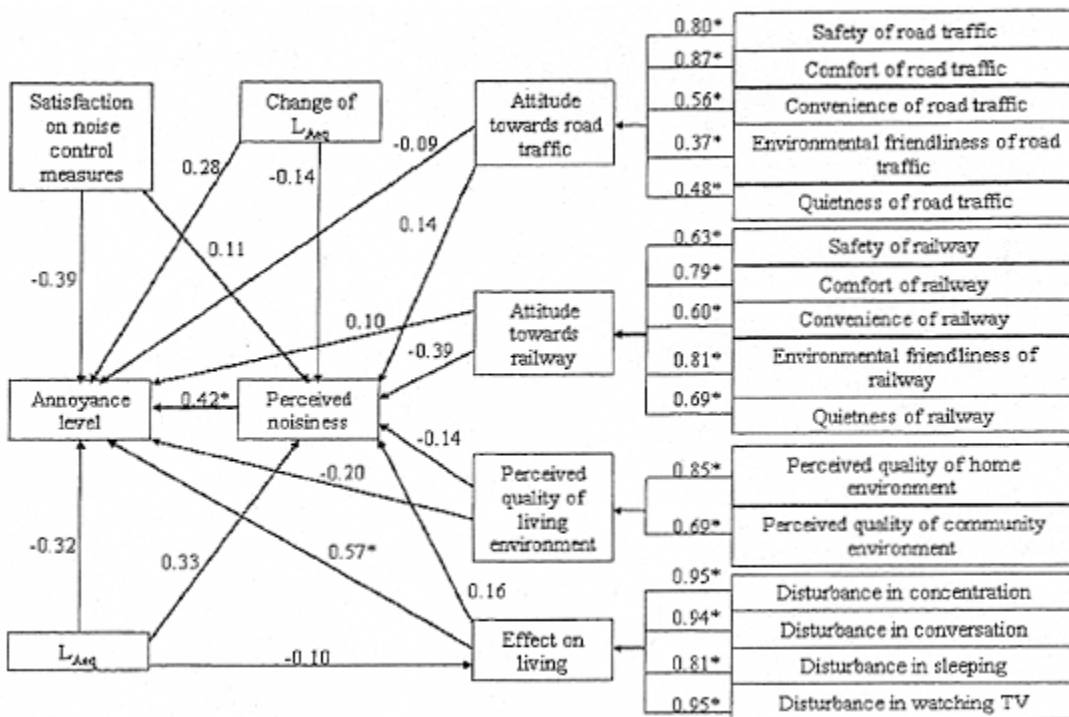 Satisfaction
on noise
control
measures
Change of
L_Aeq
Attitude
towards road
traffic
0.80*
Safety of road traffic
0.87*
Comfort of road traffic
0.56*
Convenience of road traffic
0.37*
Environmental friendliness of road
traffic
0.48*
Quietness of road traffic
-0.09
0.28
-0.14
0.11
0.14
-0.39
0.63*
Safety of railway
0.79*
Comfort of railway
0.60*
Convenience of railway
0.81*
Environmental friendliness of
railway
0.69*
Quietness of railway
Attitude
towards
railway
0.10
-0.39
Annoyance
level
0.42*
Perceived
noisiness
-0.14
-0.20
Perceived
quality of
living
environment
0.85*
Perceived quality of home
environment
0.69*
Perceived quality of community
environment
-0.32
0.33
0.57*
0.16
L_Aeq
-0.10
Effect on
living
0.95*
Disturbance in concentration
0.94*
Disturbance in conversation
0.81*
Disturbance in sleeping
0.95*
Disturbance in watching TV